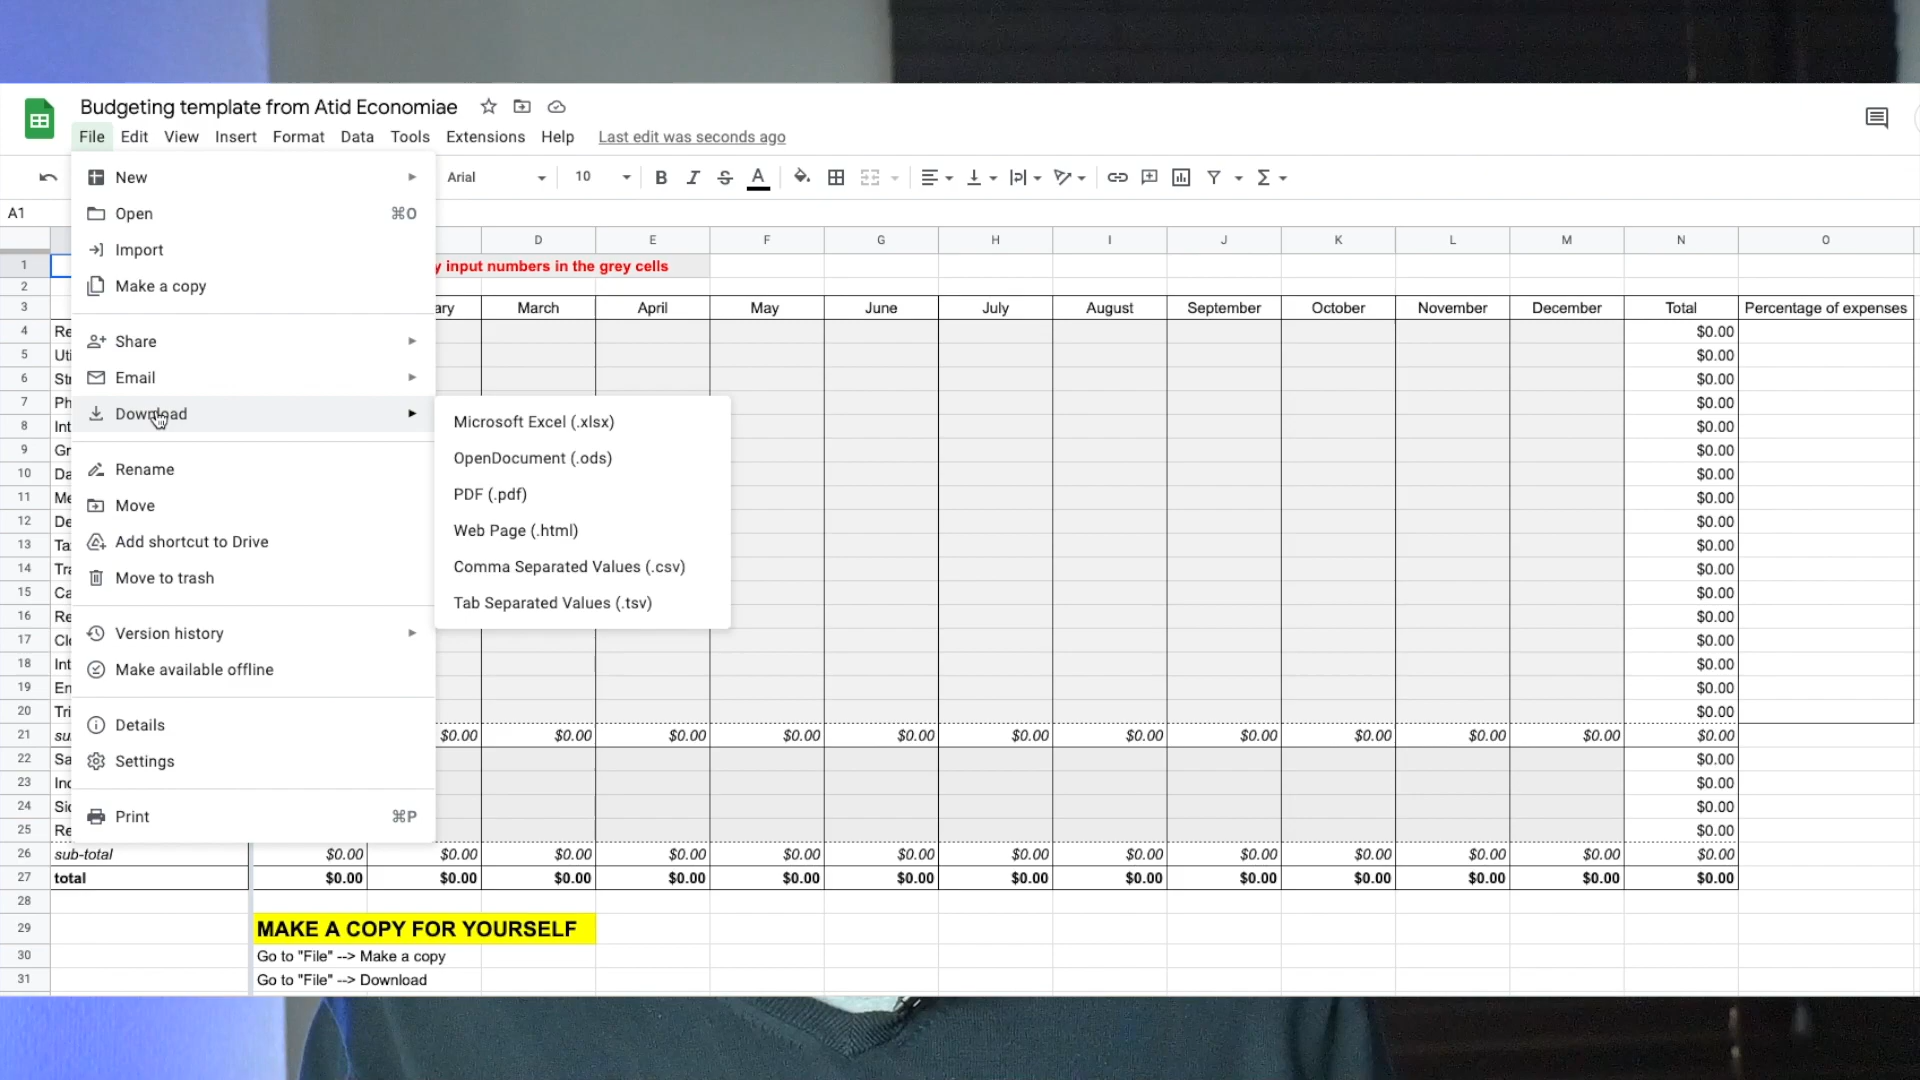 Budgeting template from Atid Economiae
File Edit View Insert Format Data Tools Extensions Help Last edit was seconds ago
Arial 10 B I S A
A1
New
Open ⌘O
Import
Make a copy
Share
Email
Download
Rename
Move
Add shortcut to Drive
Move to trash
Version history
Make available offline
Details
Settings
Print ⌘P
Microsoft Excel (.xlsx)
OpenDocument (.ods)
PDF (.pdf)
Web Page (.html)
Comma Separated Values (.csv)
Tab Separated Values (.tsv)
D E F G H I J K L M N O
1 y input numbers in the grey cells
2
3 ary March April May June July August September October November December Total Percentage of expenses
4 Re $0.00
5 Uti $0.00
6 Str $0.00
7 Ph $0.00
8 Int $0.00
9 Gr $0.00
10 Da $0.00
11 Me $0.00
12 De $0.00
13 Ta $0.00
14 Tra $0.00
15 Ca $0.00
16 Re $0.00
17 Clo $0.00
18 Int $0.00
19 En $0.00
20 Tri $0.00
21 su $0.00 $0.00 $0.00 $0.00 $0.00 $0.00 $0.00 $0.00 $0.00 $0.00 $0.00 $0.00
22 Sa $0.00
23 Inc $0.00
24 Sic $0.00
25 Re $0.00
26 sub-total $0.00 $0.00 $0.00 $0.00 $0.00 $0.00 $0.00 $0.00 $0.00 $0.00 $0.00 $0.00 $0.00
27 total $0.00 $0.00 $0.00 $0.00 $0.00 $0.00 $0.00 $0.00 $0.00 $0.00 $0.00 $0.00 $0.00
28
29 MAKE A COPY FOR YOURSELF
30 Go to "File" --> Make a copy
31 Go to "File" --> Download